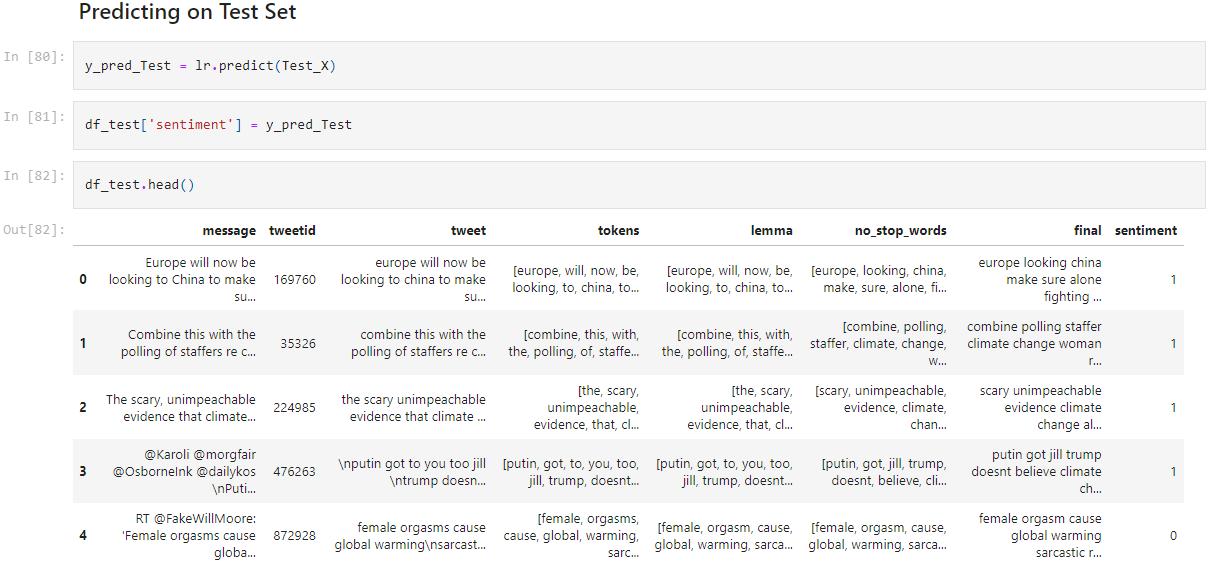 Predicting on Test Set
In [80]:
y_pred_Test = lr.predict(Test_X)
In [81]:
df_test['sentiment'] = y_pred_Test
In [82]:
df_test.head()
Out[82]:
message tweetid tweet tokens lemma no_stop_words final sentiment
0
Europe will now be
looking to China to make
su...
169760
europe will now be
looking to china to make
su...
[europe, will, now, be,
looking, to, china, to...
[europe, will, now, be,
looking, to, china, to...
[europe, looking, china,
make, sure, alone, fi...
europe looking china
make sure alone
fighting ...
1
1
Combine this with the
polling of staffers re c...
35326
combine this with the
polling of staffers re c...
[combine, this, with,
the, polling, of, staffe...
[combine, this, with,
the, polling, of, staffe...
[combine, polling,
staffer, climate, change,
w...
combine polling staffer
climate change woman
r...
1
2
The scary, unimpeachable
evidence that climate...
224985
the scary unimpeachable
evidence that climate ...
[the, scary,
unimpeachable,
evidence, that, cl...
[the, scary,
unimpeachable,
evidence, that, cl...
[scary, unimpeachable,
evidence, climate,
chan...
scary unimpeachable
evidence climate
change al...
1
3
@Karoli @morgfair
@OsborneInk @dailykos
\nPuti...
476263
\nputin got to you too jill
\ntrump doesn...
[putin, got, to, you, too,
jill, trump, doesnt...
[putin, got, to, you, too,
jill, trump, doesnt...
[putin, got, jill, trump,
doesnt, believe, cli...
putin got jill trump
doesnt believe climate
ch...
1
4
RT @FakeWillMoore:
'Female orgasms cause
globa...
872928
female orgasms cause
global warming\nsarcast...
[female, orgasms,
cause, global, warming,
sarc...
[female, orgasm, cause,
global, warming, sarca...
[female, orgasm, cause,
global, warming, sarca...
female orgasm cause
global warming
sarcastic r...
0